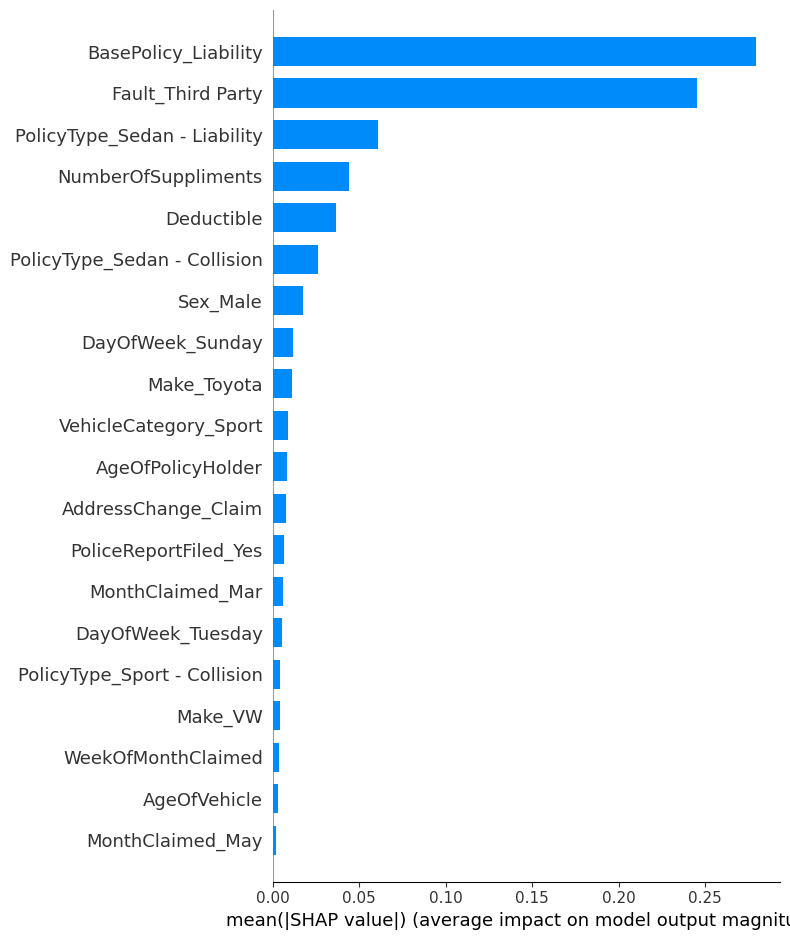 BasePolicy_Liability
Fault_Third Party
PolicyType_Sedan - Liability
NumberOfSuppliments
Deductible
PolicyType_Sedan - Collision
Sex_Male
DayOfWeek_Sunday
Make_Toyota
VehicleCategory_Sport
AgeOfPolicyHolder
AddressChange_Claim
PoliceReportFiled_Yes
MonthClaimed_Mar
DayOfWeek_Tuesday
PolicyType_Sport - Collision
Make_VW
WeekOfMonthClaimed
AgeOfVehicle
MonthClaimed_May
0.00 0.05 0.10 0.15 0.20 0.25
mean(|SHAP value|) (average impact on model output magnitu